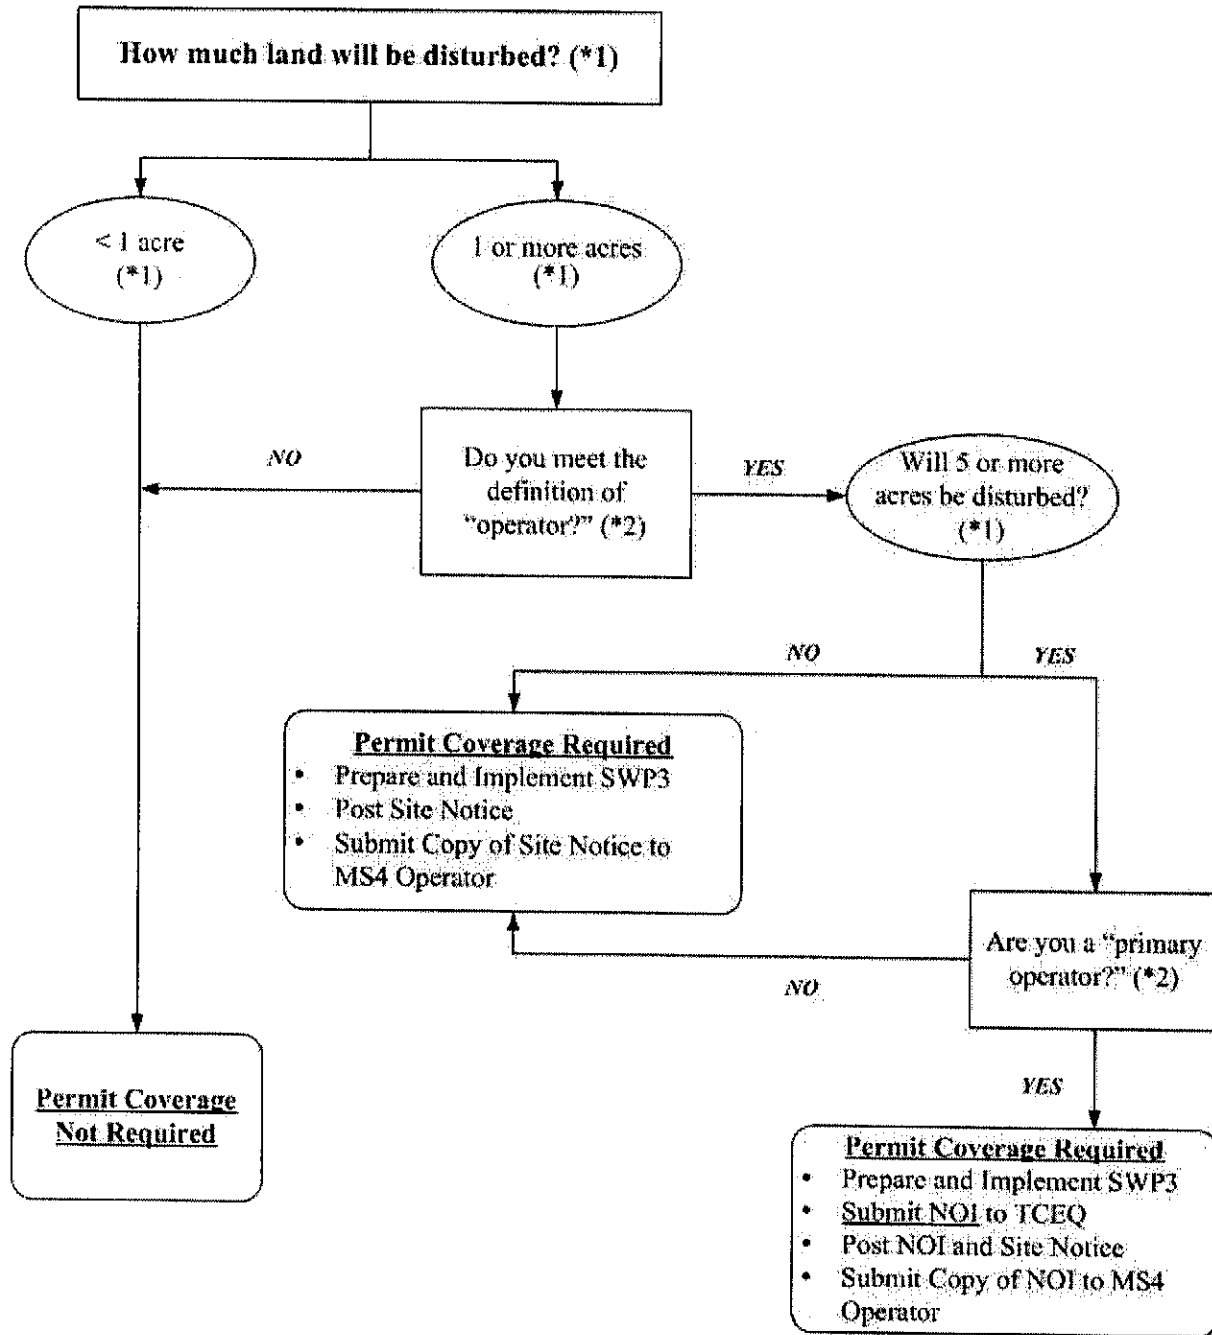 How much land will be disturbed? (*1)
< 1 acre
(*1)
1 or more acres
(*1)
NO
Do you meet the
definition of
“operator?” (*2)
YES
Will 5 or more
acres be disturbed?
(*1)
NO
YES
Permit Coverage Required
• Prepare and Implement SWP3
• Post Site Notice
• Submit Copy of Site Notice to
MS4 Operator
Are you a “primary
operator?” (*2)
NO
YES
Permit Coverage
Not Required
Permit Coverage Required
• Prepare and Implement SWP3
• Submit NOI to TCEQ
• Post NOI and Site Notice
• Submit Copy of NOI to MS4
Operator